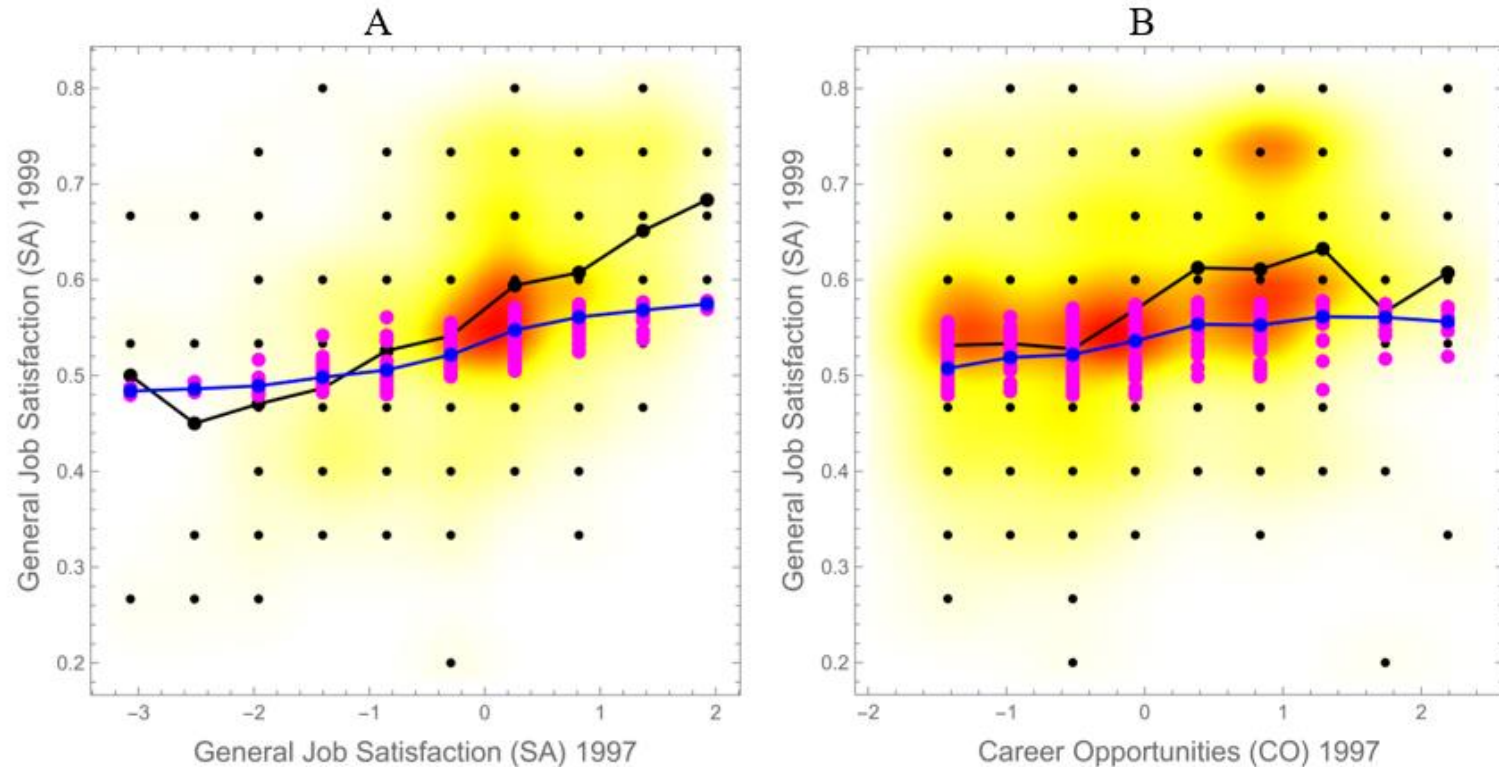 A
B
General Job Satisfaction (SA) 1999
0.8
0.7
0.6
0.5
0.4
0.3
0.2
−3 −2 −1 0 1 2
General Job Satisfaction (SA) 1997
General Job Satisfaction (SA) 1999
0.8
0.7
0.6
0.5
0.4
0.3
0.2
−2 −1 0 1 2
Career Opportunities (CO) 1997